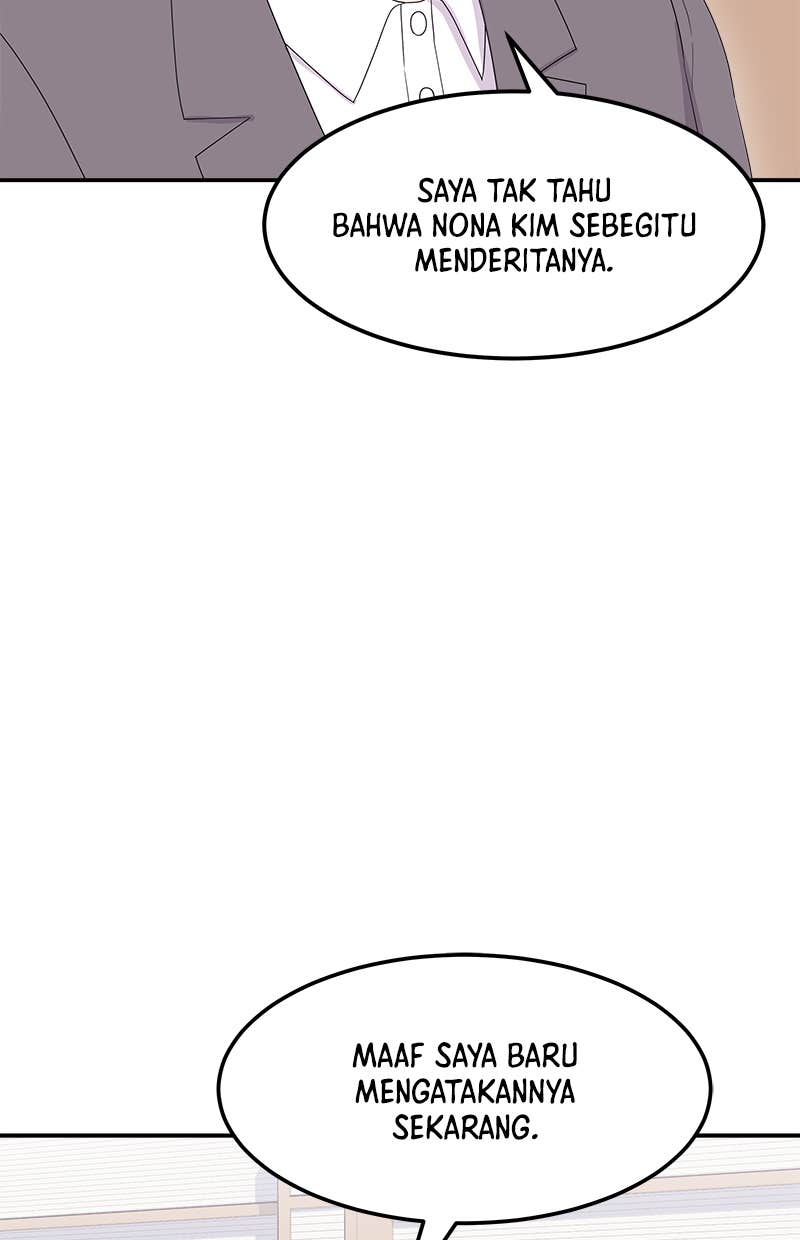 SAYA TAK TAHU
BAHWA NONA KIM SEBEGITU
MENDERITANYA.
MAAF SAYA BARU
MENGATAKANNYA
SEKARANG.